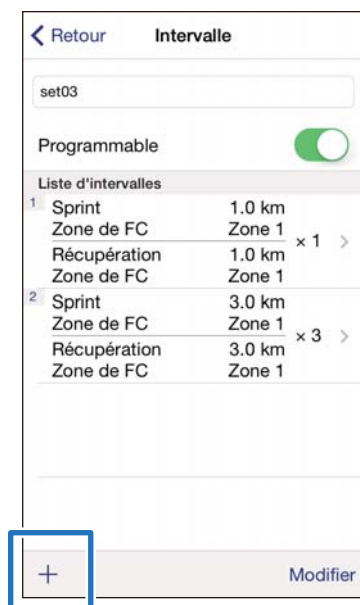 Retour Intervalle
set03
Programmable
Liste d'intervalles
1 Sprint 1.0 km
Zone de FC Zone 1
× 1
Récupération 1.0 km
Zone de FC Zone 1
2 Sprint 3.0 km
Zone de FC Zone 1
× 3
Récupération 3.0 km
Zone de FC Zone 1
+ Modifier